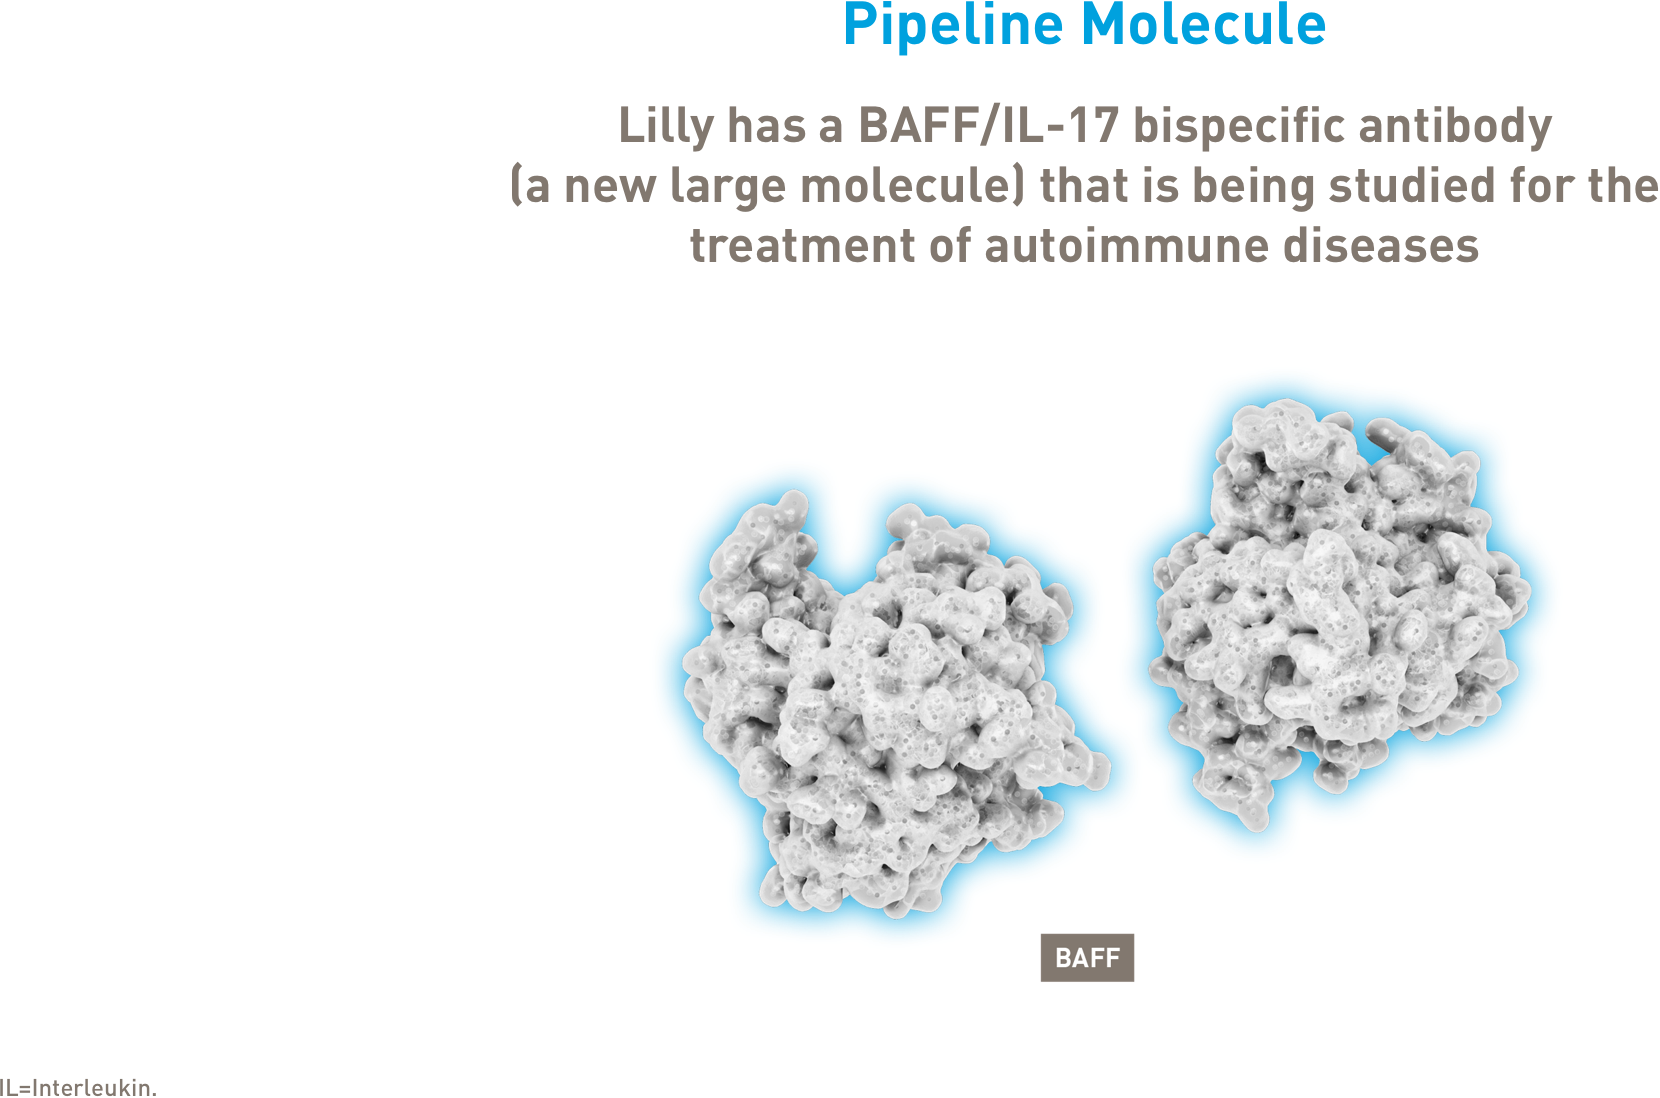 Pipeline Molecule
Lilly has a BAFF/IL-17 bispecific antibody
(a new large molecule) that is being studied for the
treatment of autoimmune diseases
BAFF
IL=Interleukin.